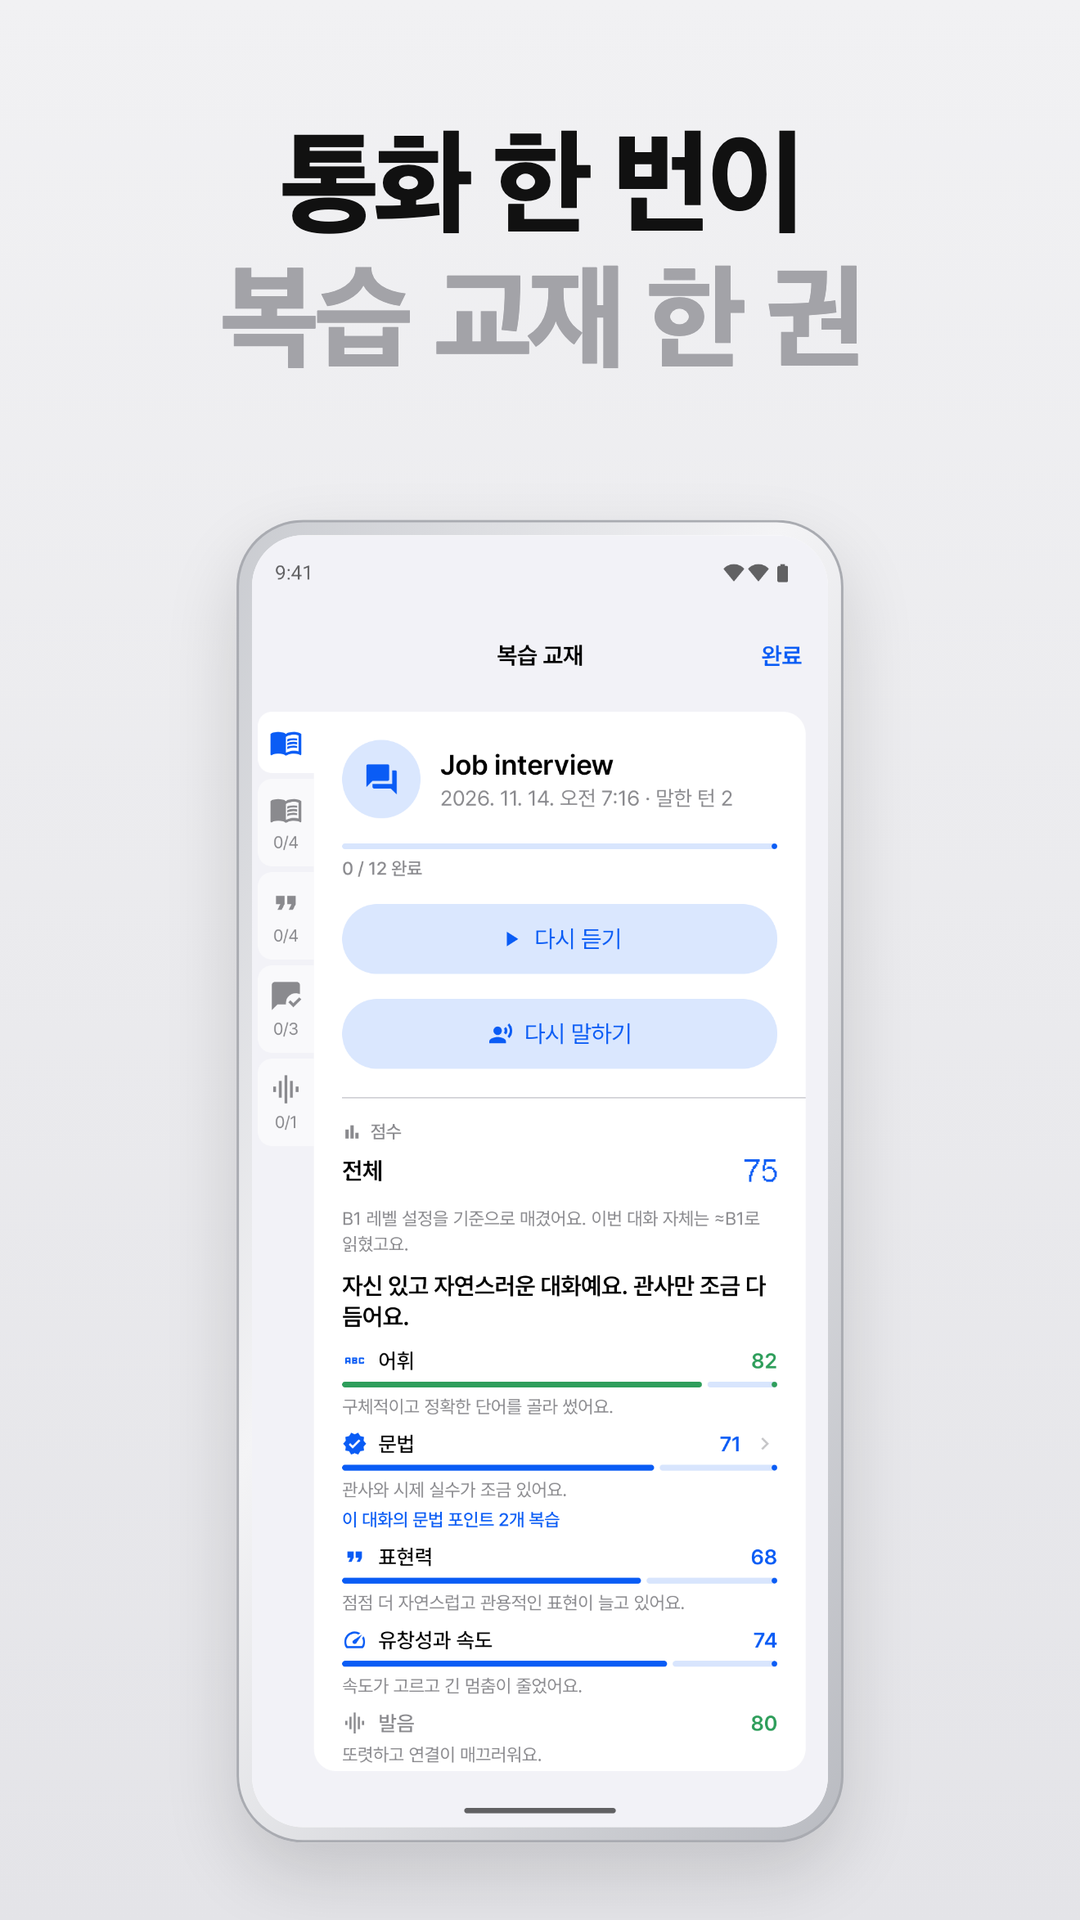 통화 한 번이
복습 교재 한 권
9:41
복습 교재
완료
Job interview
2026. 11. 14. 오전 7:16 · 말한 턴 2
0 / 12 완료
0/4
0/4
0/3
0/1
다시 듣기
다시 말하기
점수
전체
75
B1 레벨 설정을 기준으로 매겼어요. 이번 대화 자체는 ≈B1로
읽혔고요.
자신 있고 자연스러운 대화예요. 관사만 조금 다
듬어요.
ABC 어휘
82
구체적이고 정확한 단어를 골라 썼어요.
문법
71
관사와 시제 실수가 조금 있어요.
이 대화의 문법 포인트 2개 복습
표현력
68
점점 더 자연스럽고 관용적인 표현이 늘고 있어요.
유창성과 속도
74
속도가 고르고 긴 멈춤이 줄었어요.
발음
80
또렷하고 연결이 매끄러워요.